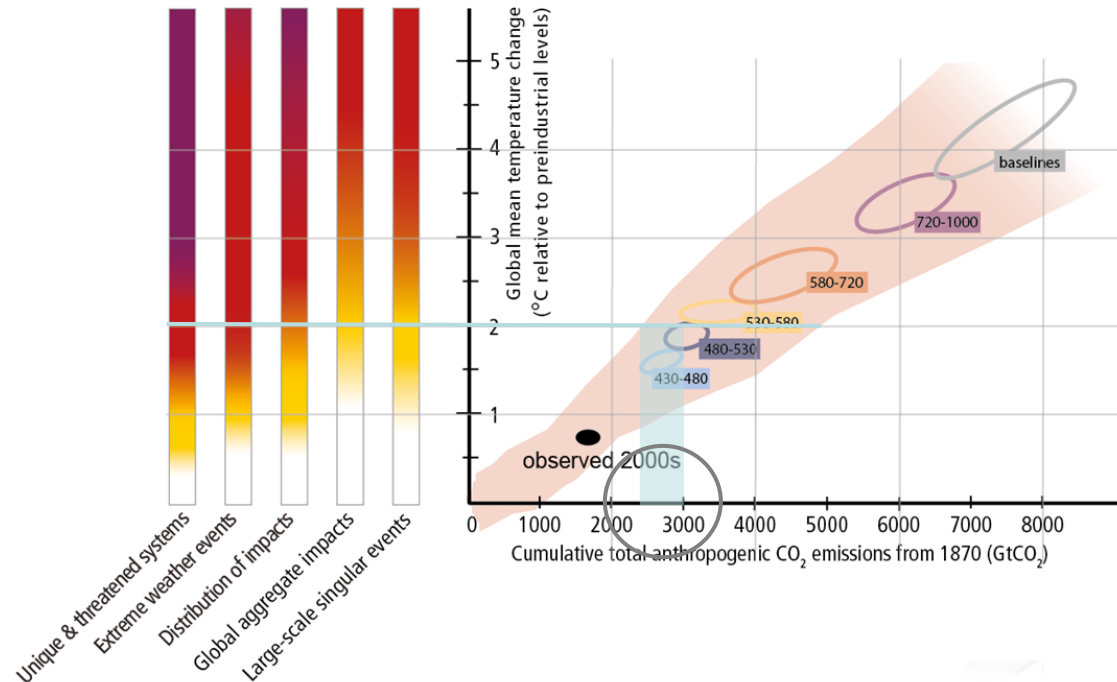 5
4
3
2
1
Global mean temperature change
(°C relative to preindustrial levels)
baselines
720-1000
580-720
530-580
480-530
430-480
observed 2000s
0 1000 2000 3000 4000 5000 6000 7000 8000
Cumulative total anthropogenic CO₂ emissions from 1870 (GtCO₂)
Unique & threatened systems
Extreme weather events
Distribution of impacts
Global aggregate impacts
Large-scale singular events